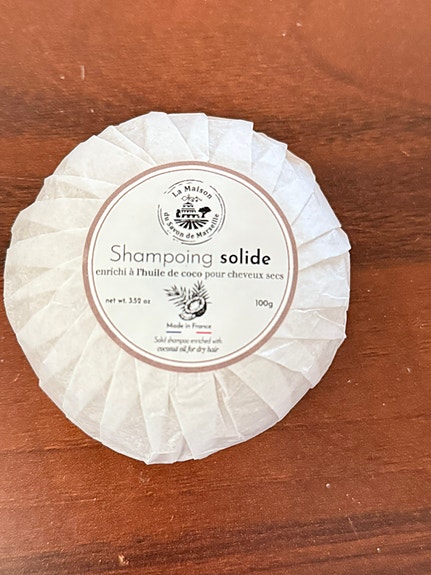 La Maison
du Savon de Marseille
Shampoing solide
enrichi à l'huile de coco pour cheveux secs
net wt. 3.52 oz
100g
Made in France
Solid shampoo enriched with
coconut oil for dry hair